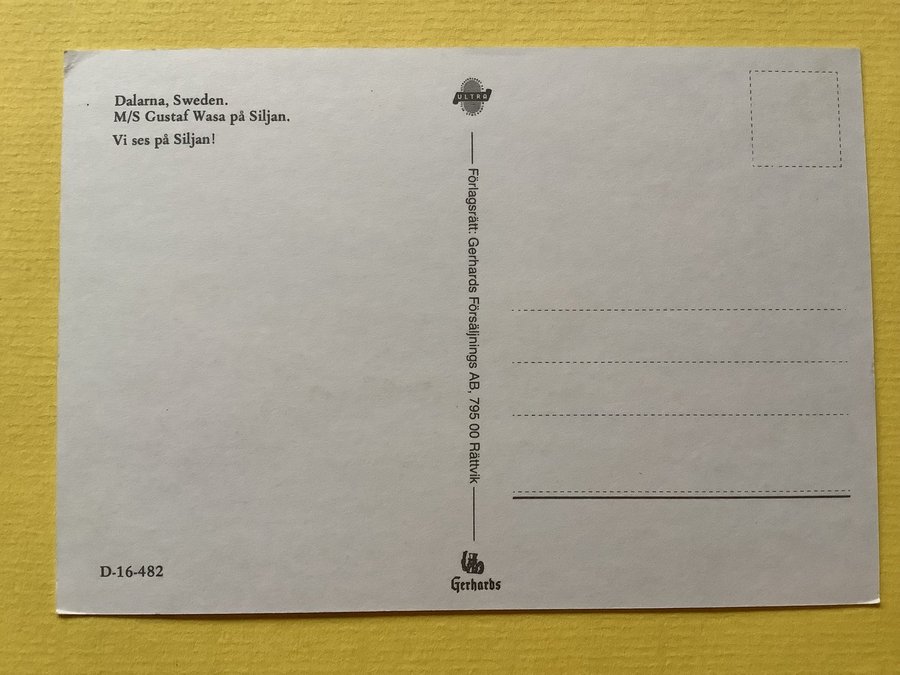 Dalarna, Sweden.
M/S Gustaf Wasa på Siljan.
Vi ses på Siljan!
ULTRA
Förlagsrätt: Gerhards Försäljnings AB, 795 00 Rättvik
D-16-482
Gerhards